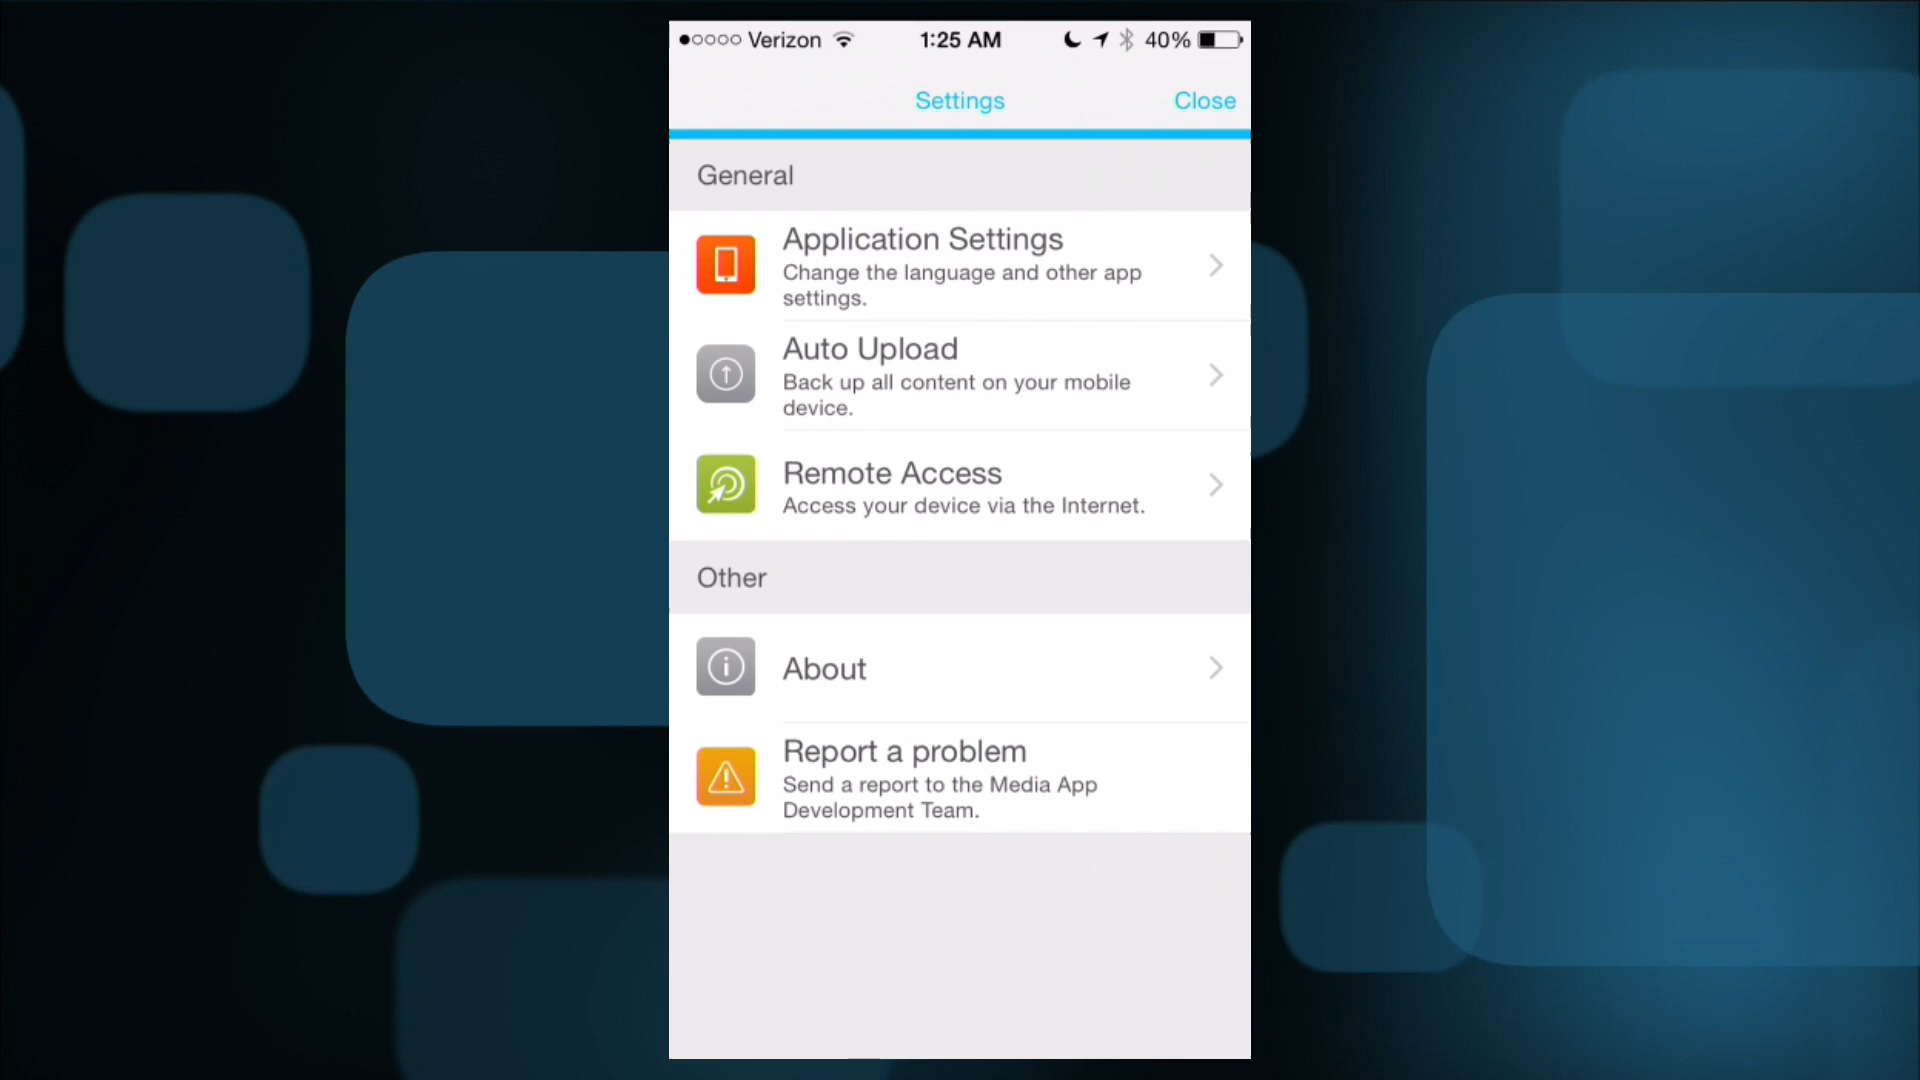 Verizon 1:25 AM 40%
Settings Close
General
Application Settings
Change the language and other app
settings.
Auto Upload
Back up all content on your mobile
device.
Remote Access
Access your device via the Internet.
Other
About
Report a problem
Send a report to the Media App
Development Team.